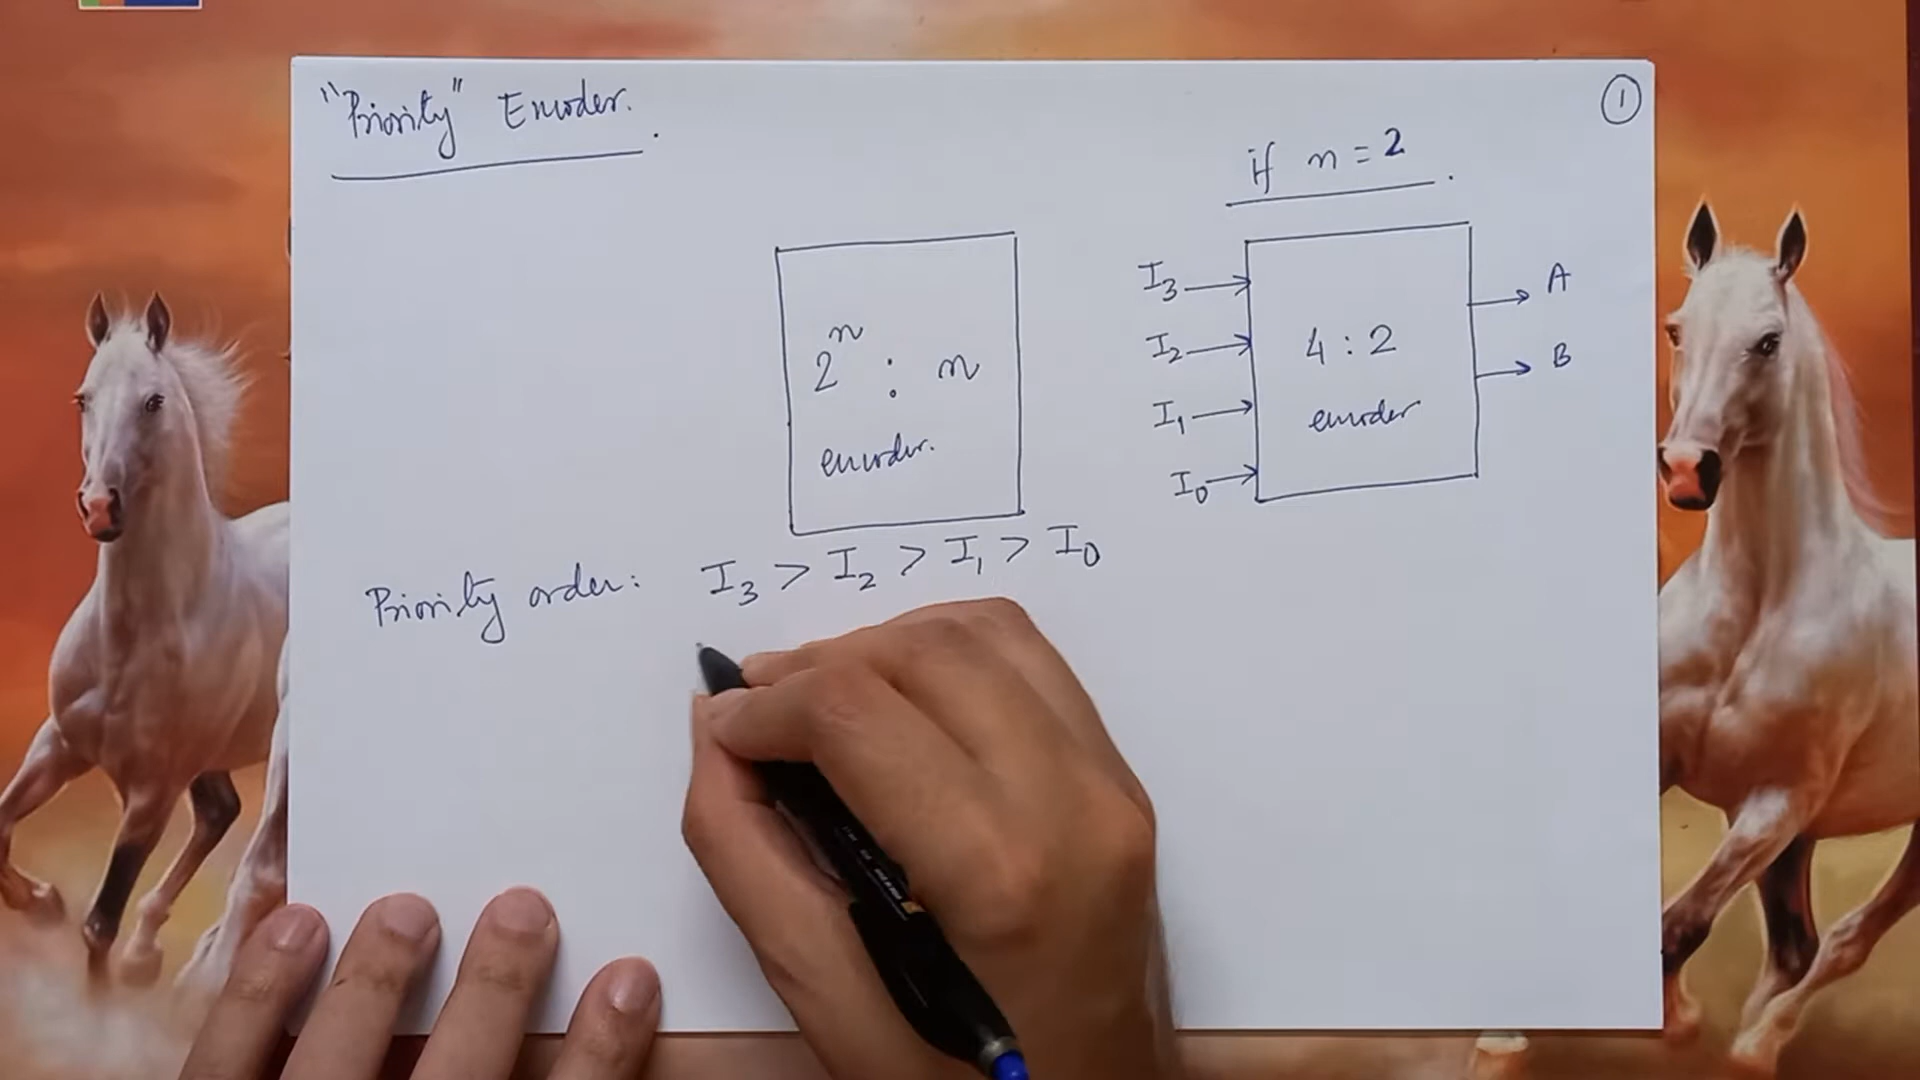 "Priority" Encoder.
1
if n = 2
2^n : n
encoder.
I3
I2
I1
I0
4 : 2
encoder
A
B
Priority order: I3 > I2 > I1 > I0